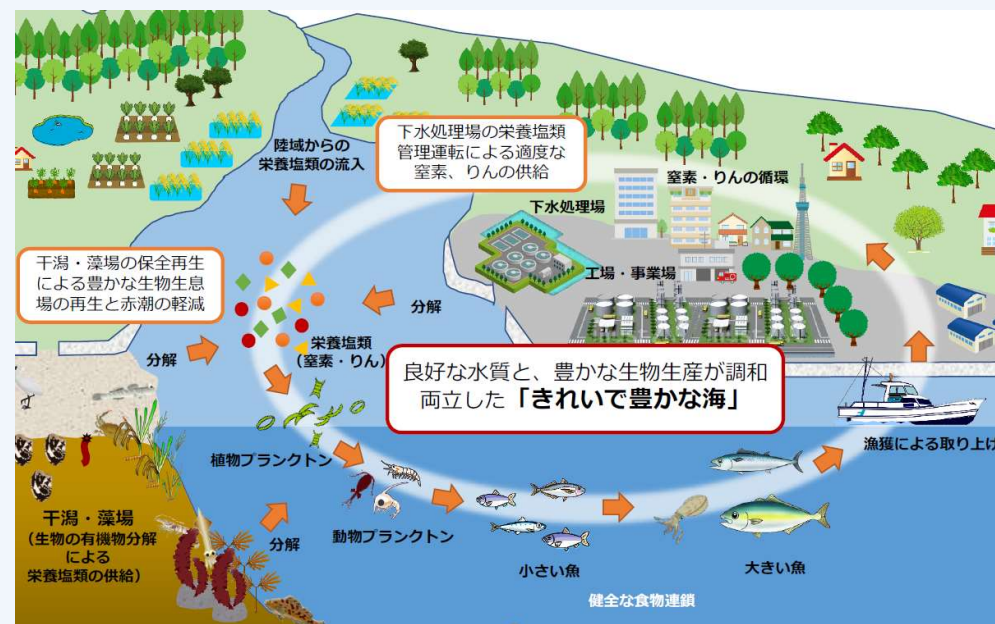 陸域からの
栄養塩類の流入
下水処理場の栄養塩類
管理運転による適度な
窒素、りんの供給
窒素・りんの循環
下水処理場
工場・事業場
干潟・藻場の保全再生
による豊かな生物生息
場の再生と赤潮の軽減
分解
分解
栄養塩類
(窒素・りん)
良好な水質と、豊かな生物生産が調和
両立した「きれいで豊かな海」
漁獲による取り上げ
植物プランクトン
動物プランクトン
分解
干潟・藻場
(生物の有機物分解
による
栄養塩類の供給)
小さい魚
大きい魚
健全な食物連鎖